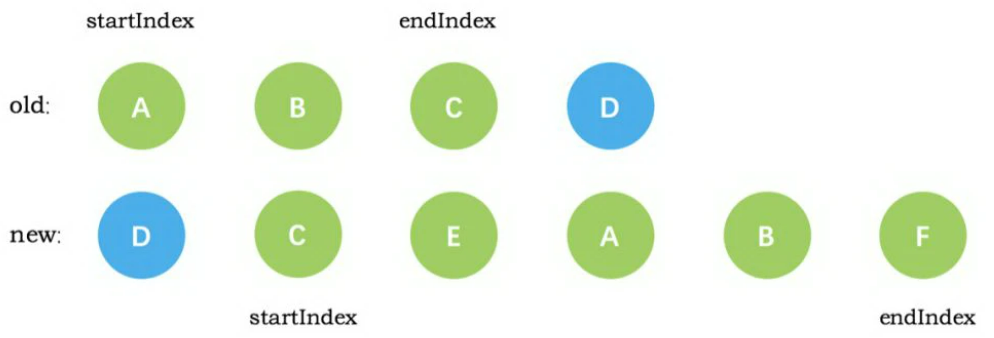 startIndex endIndex
old: A B C D
new: D C E A B F
startIndex endIndex